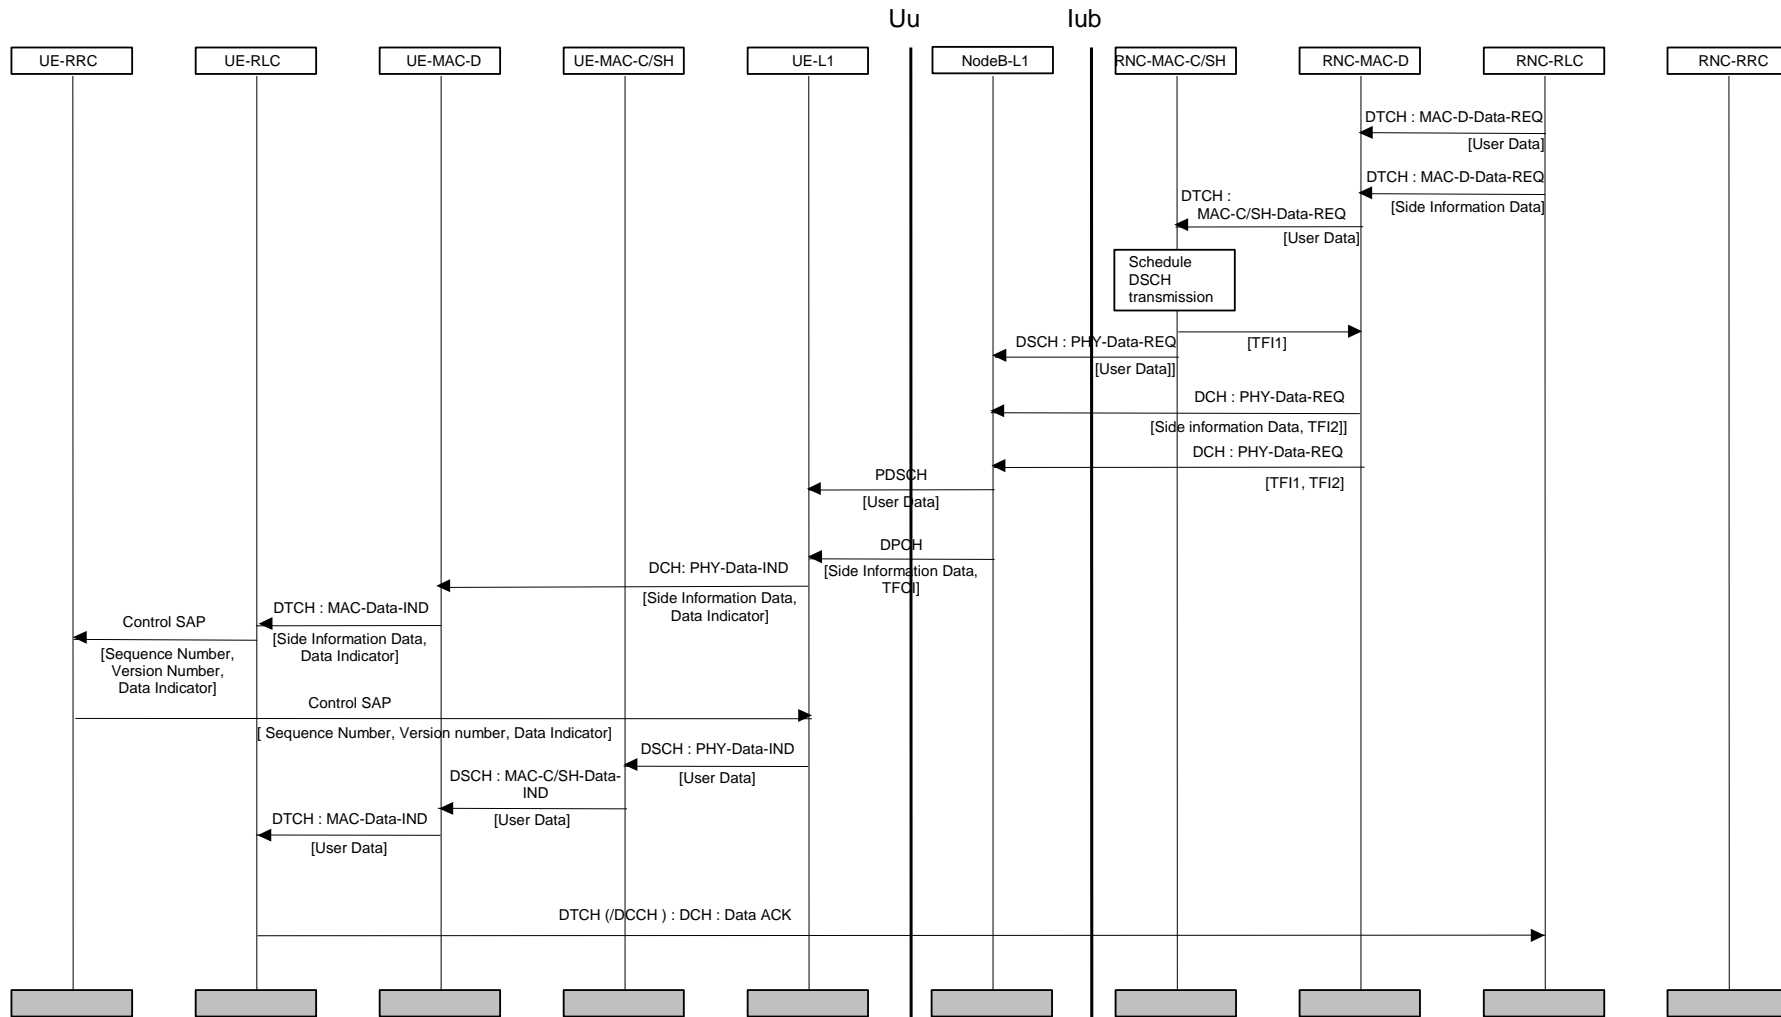 Uu
Iub
UE-RRC
UE-RLC
UE-MAC-D
UE-MAC-C/SH
UE-L1
NodeB-L1
RNC-MAC-C/SH
RNC-MAC-D
RNC-RLC
RNC-RRC
DTCH : MAC-D-Data-REQ
[User Data]
DTCH : MAC-D-Data-REQ
[Side Information Data]
DTCH :
MAC-C/SH-Data-REQ
[User Data]
Schedule
DSCH
transmission
[TFI1]
DSCH : PHY-Data-REQ
[User Data]]
DCH : PHY-Data-REQ
[Side information Data, TFI2]]
DCH : PHY-Data-REQ
[TFI1, TFI2]
PDSCH
[User Data]
DPCH
[Side Information Data,
TFCI]
DCH: PHY-Data-IND
[Side Information Data,
Data Indicator]
DTCH : MAC-Data-IND
[Side Information Data,
Data Indicator]
Control SAP
[Sequence Number,
Version Number,
Data Indicator]
Control SAP
[ Sequence Number, Version number, Data Indicator]
DSCH : PHY-Data-IND
[User Data]
DSCH : MAC-C/SH-Data-
IND
[User Data]
DTCH : MAC-Data-IND
[User Data]
DTCH (/DCCH ) : DCH : Data ACK